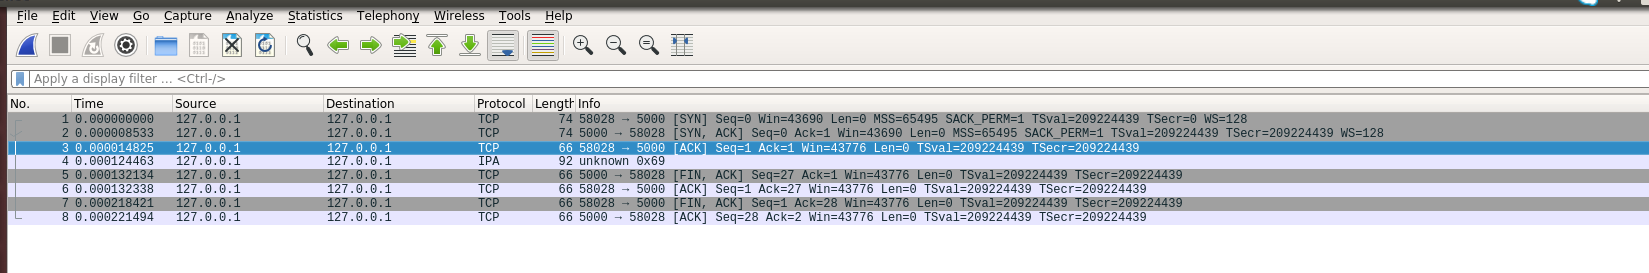 File Edit View Go Capture Analyze Statistics Telephony Wireless Tools Help
Apply a display filter ... <Ctrl-/>
No. Time Source Destination Protocol Length Info
1 0.000000000 127.0.0.1 127.0.0.1 TCP 74 58028 → 5000 [SYN] Seq=0 Win=43690 Len=0 MSS=65495 SACK_PERM=1 TSval=209224439 TSecr=0 WS=128
2 0.000008533 127.0.0.1 127.0.0.1 TCP 74 5000 → 58028 [SYN, ACK] Seq=0 Ack=1 Win=43690 Len=0 MSS=65495 SACK_PERM=1 TSval=209224439 TSecr=209224439 WS=128
3 0.000014825 127.0.0.1 127.0.0.1 TCP 66 58028 → 5000 [ACK] Seq=1 Ack=1 Win=43776 Len=0 TSval=209224439 TSecr=209224439
4 0.000124463 127.0.0.1 127.0.0.1 IPA 92 unknown 0x69
5 0.000132134 127.0.0.1 127.0.0.1 TCP 66 5000 → 58028 [FIN, ACK] Seq=27 Ack=1 Win=43776 Len=0 TSval=209224439 TSecr=209224439
6 0.000132338 127.0.0.1 127.0.0.1 TCP 66 58028 → 5000 [ACK] Seq=1 Ack=27 Win=43776 Len=0 TSval=209224439 TSecr=209224439
7 0.000218421 127.0.0.1 127.0.0.1 TCP 66 58028 → 5000 [FIN, ACK] Seq=1 Ack=28 Win=43776 Len=0 TSval=209224439 TSecr=209224439
8 0.000221494 127.0.0.1 127.0.0.1 TCP 66 5000 → 58028 [ACK] Seq=28 Ack=2 Win=43776 Len=0 TSval=209224439 TSecr=209224439